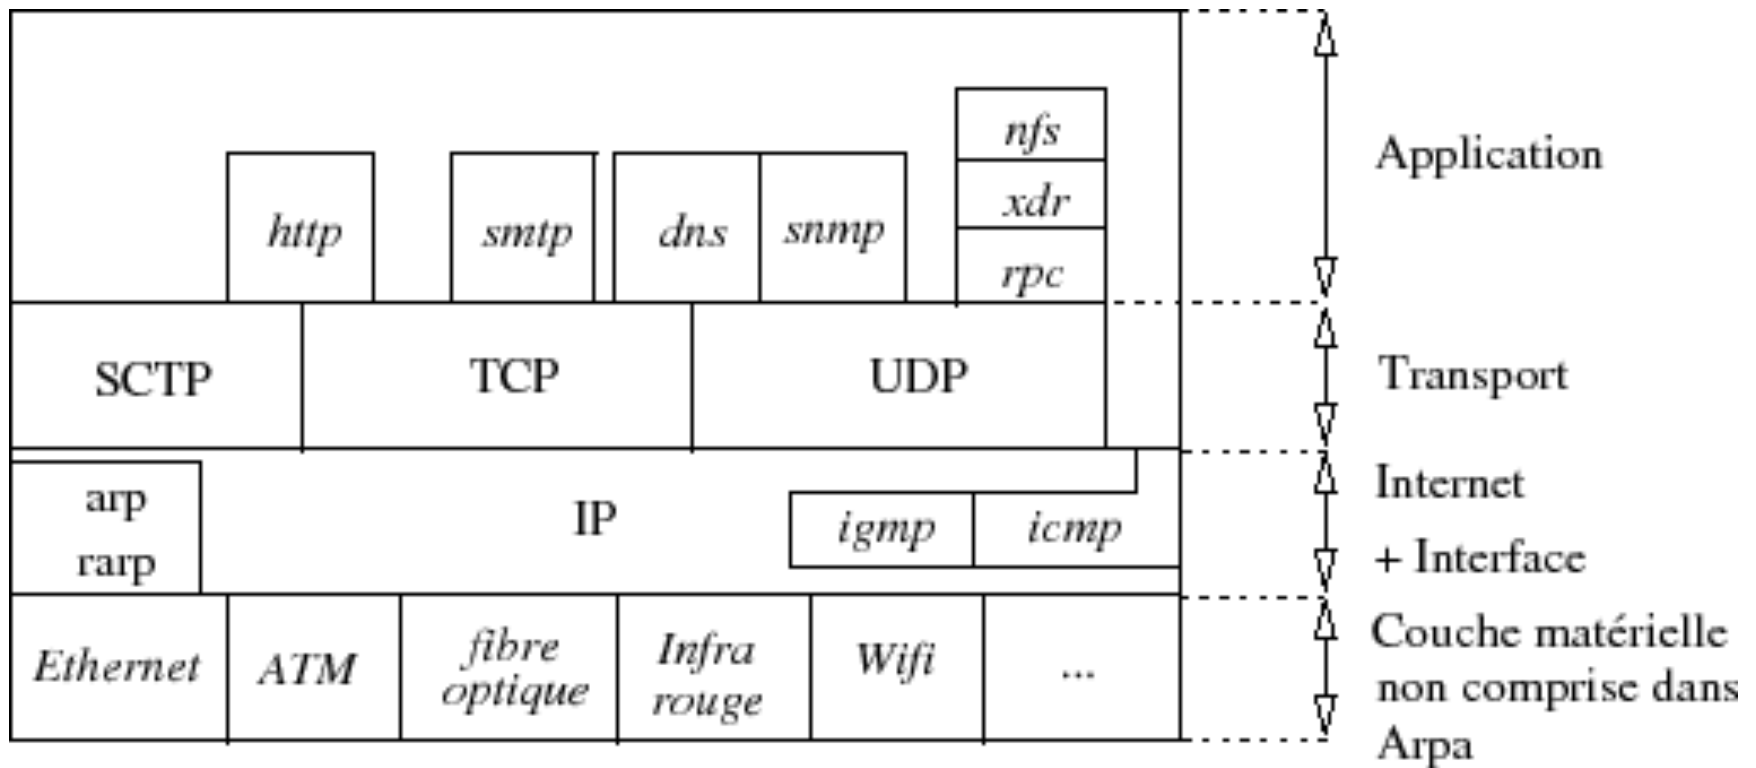 nfs
xdr
rpc
http
smtp
dns
snmp
Application
SCTP
TCP
UDP
Transport
arp
rarp
IP
igmp
icmp
Internet
+ Interface
Ethernet
ATM
fibre
optique
Infra
rouge
Wifi
...
Couche matérielle
non comprise dans
Arpa